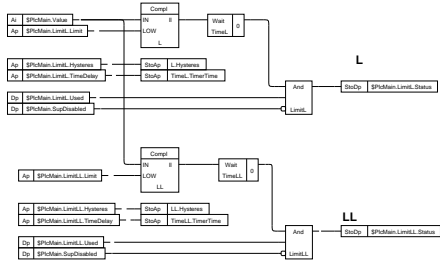 Compl
AI $PlcMain.Value IN II Wait 0
Ap $PlcMain.LimitL.Limit LOW TimeL
L
L
Ap $PlcMain.LimitL.Hysteres StoAp L.Hysteres
Ap $PlcMain.LimitL.TimeDelay StoAp TimeL.TimerTime
And StoDp $PlcMain.LimitL.Status
Dp $PlcMain.LimitL.Used
Dp $PlcMain.SupDisabled LimitL
Compl
IN II Wait 0
Ap $PlcMain.LimitLL.Limit LOW TimeLL
LL
Ap $PlcMain.LimitLL.Hysteres StoAp LL.Hysteres
LL
Ap $PlcMain.LimitLL.TimeDelay StoAp TimeLL.TimerTime
And StoDp $PlcMain.LimitLL.Status
Dp $PlcMain.LimitLL.Used
Dp $PlcMain.SupDisabled LimitLL